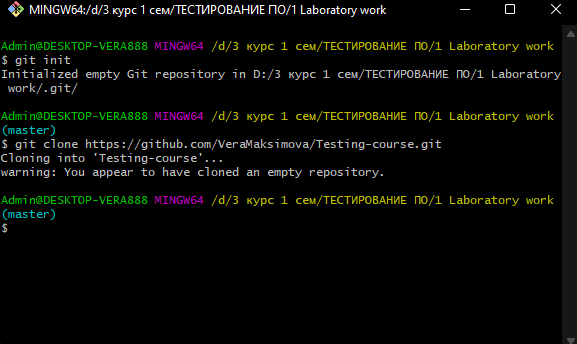 MINGW64:/d/3 курс 1 сем/ТЕСТИРОВАНИЕ ПО/1 Laboratory work
Admin@DESKTOP-VERA888 MINGW64 /d/3 курс 1 сем/ТЕСТИРОВАНИЕ ПО/1 Laboratory work
$ git init
Initialized empty Git repository in D:/3 курс 1 сем/ТЕСТИРОВАНИЕ ПО/1 Laboratory
work/.git/
Admin@DESKTOP-VERA888 MINGW64 /d/3 курс 1 сем/ТЕСТИРОВАНИЕ ПО/1 Laboratory work
(master)
$ git clone https://github.com/VeraMaksimova/Testing-course.git
Cloning into 'Testing-course'...
warning: You appear to have cloned an empty repository.
Admin@DESKTOP-VERA888 MINGW64 /d/3 курс 1 сем/ТЕСТИРОВАНИЕ ПО/1 Laboratory work
(master)
$